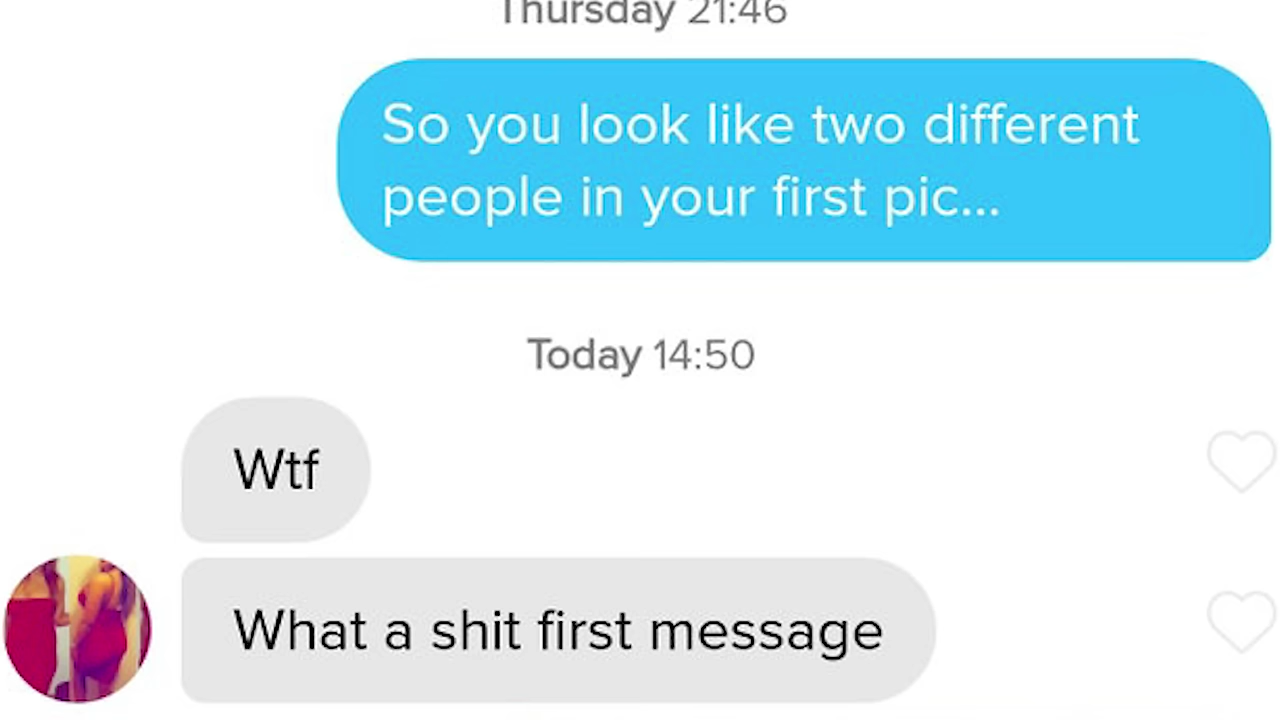 Thursday 21:46
So you look like two different
people in your first pic...
Today 14:50
Wtf
What a shit first message